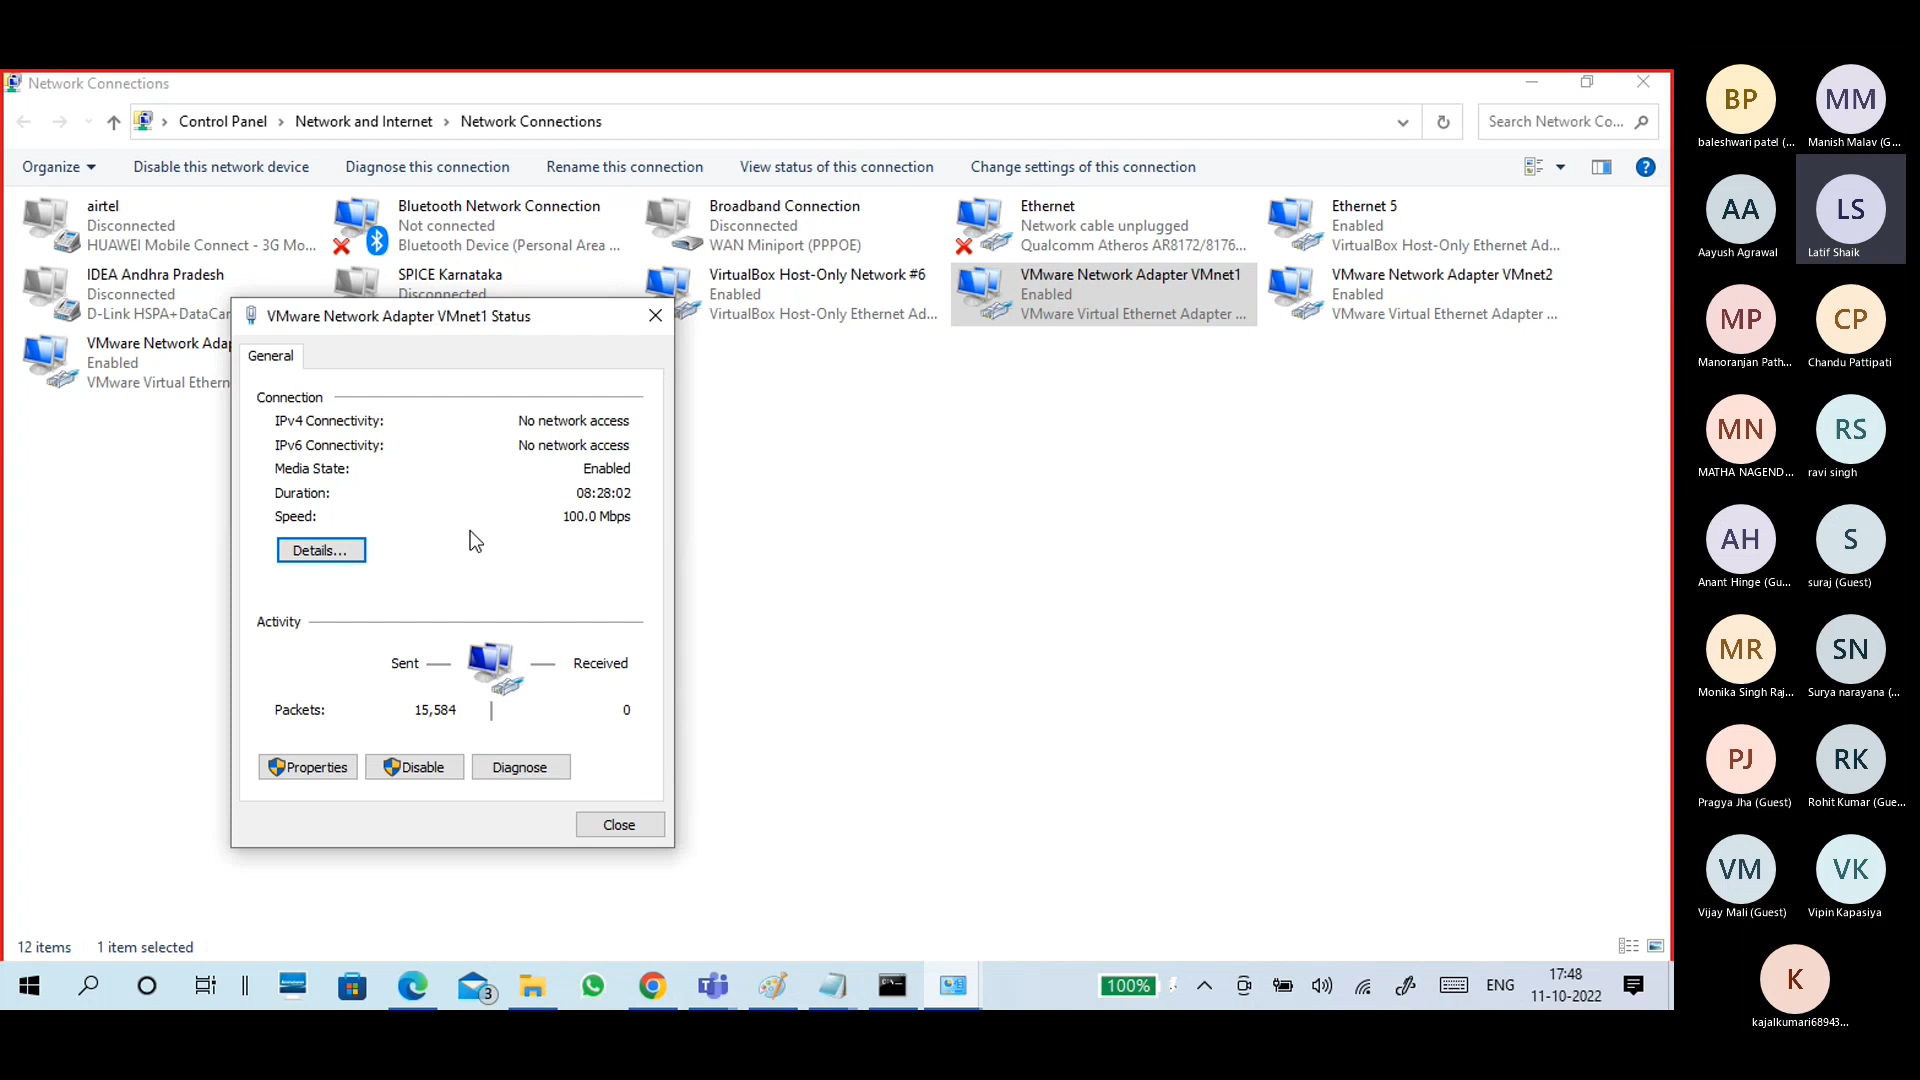 Network Connections
Control Panel > Network and Internet > Network Connections
Search Network Co...
Organize
Disable this network device
Diagnose this connection
Rename this connection
View status of this connection
Change settings of this connection
airtel
Disconnected
HUAWEI Mobile Connect - 3G Mo...
Bluetooth Network Connection
Not connected
Bluetooth Device (Personal Area ...
Broadband Connection
Disconnected
WAN Miniport (PPPOE)
Ethernet
Network cable unplugged
Qualcomm Atheros AR8172/8176...
Ethernet 5
Enabled
VirtualBox Host-Only Ethernet Ad...
IDEA Andhra Pradesh
Disconnected
D-Link HSPA+DataCar
SPICE Karnataka
Disconnected
VirtualBox Host-Only Network #6
Enabled
VirtualBox Host-Only Ethernet Ad...
VMware Network Adapter VMnet1
Enabled
VMware Virtual Ethernet Adapter ...
VMware Network Adapter VMnet2
Enabled
VMware Virtual Ethernet Adapter ...
VMware Network Adap
Enabled
VMware Virtual Ethern
VMware Network Adapter VMnet1 Status
General
Connection
IPv4 Connectivity: No network access
IPv6 Connectivity: No network access
Media State: Enabled
Duration: 08:28:02
Speed: 100.0 Mbps
Details...
Activity
Sent — — Received
Packets: 15,584 | 0
Properties
Disable
Diagnose
Close
12 items 1 item selected
3
100%
ENG
17:48
11-10-2022
BP
baleshwari patel (...
MM
Manish Malav (G...
AA
Aayush Agrawal
LS
Latif Shaik
MP
Manoranjan Path...
CP
Chandu Pattipati
MN
MATHA NAGEND...
RS
ravi singh
AH
Anant Hinge (Gu...
S
suraj (Guest)
MR
Monika Singh Raj...
SN
Surya narayana (...
PJ
Pragya Jha (Guest)
RK
Rohit Kumar (Gue...
VM
Vijay Mali (Guest)
VK
Vipin Kapasiya
K
kajalkumari68943...